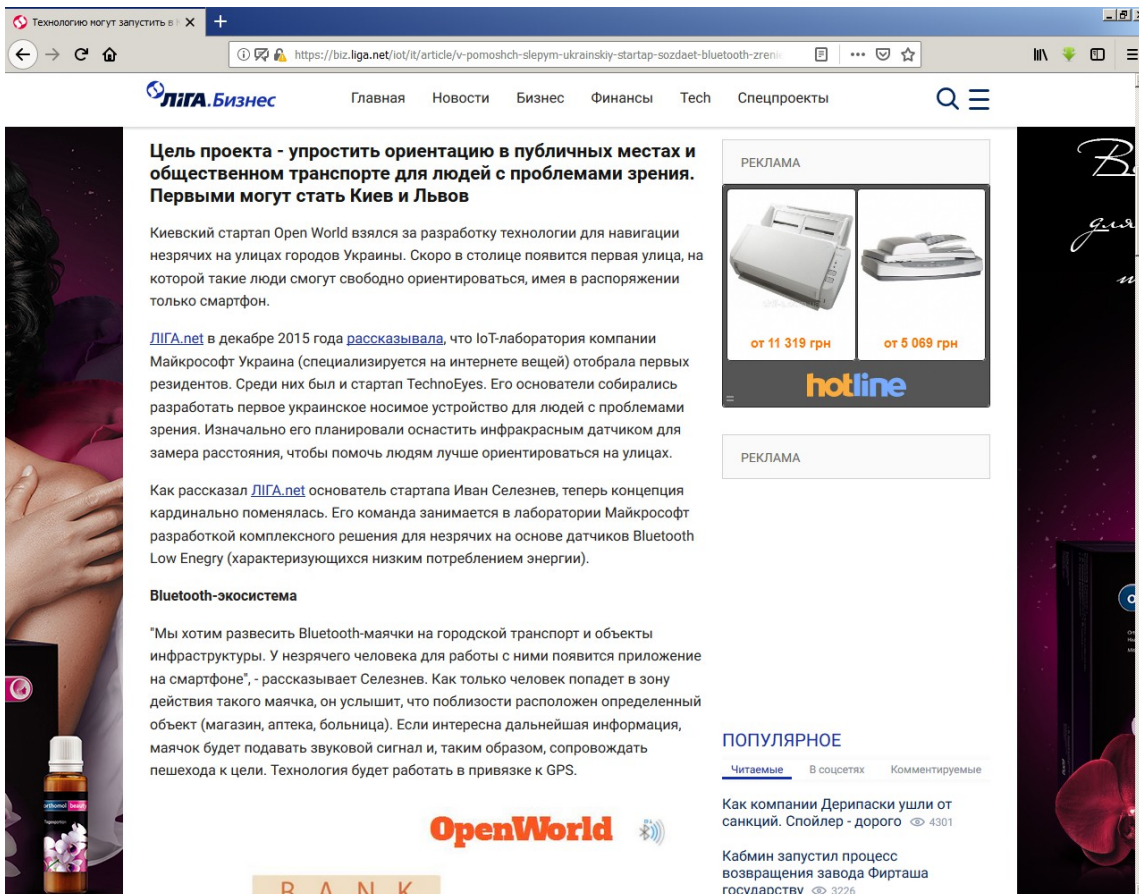 Технологию могут запустить в
https://biz.liga.net/iot/it/article/v-pomoshch-slepym-ukrainskiy-startap-sozdaet-bluetooth-zreni
ЛІГА.Бизнес
Главная Новости Бизнес Финансы Tech Спецпроекты
Цель проекта - упростить ориентацию в публичных местах и
общественном транспорте для людей с проблемами зрения.
Первыми могут стать Киев и Львов
Киевский стартап Open World взялся за разработку технологии для навигации
незрячих на улицах городов Украины. Скоро в столице появится первая улица, на
которой такие люди смогут свободно ориентироваться, имея в распоряжении
только смартфон.
ЛІГА.net в декабре 2015 года рассказывала, что IoT-лаборатория компании
Майкрософт Украина (специализируется на интернете вещей) отобрала первых
резидентов. Среди них был и стартап TechnoEyes. Его основатели собирались
разработать первое украинское носимое устройство для людей с проблемами
зрения. Изначально его планировали оснастить инфракрасным датчиком для
замера расстояния, чтобы помочь людям лучше ориентироваться на улицах.
Как рассказал ЛІГА.net основатель стартапа Иван Селезнев, теперь концепция
кардинально поменялась. Его команда занимается в лаборатории Майкрософт
разработкой комплексного решения для незрячих на основе датчиков Bluetooth
Low Enegry (характеризующихся низким потреблением энергии).
Bluetooth-экосистема
"Мы хотим развесить Bluetooth-маячки на городской транспорт и объекты
инфраструктуры. У незрячего человека для работы с ними появится приложение
на смартфоне", - рассказывает Селезнев. Как только человек попадет в зону
действия такого маячка, он услышит, что поблизости расположен определенный
объект (магазин, аптека, больница). Если интересна дальнейшая информация,
маячок будет подавать звуковой сигнал и, таким образом, сопровождать
пешехода к цели. Технология будет работать в привязке к GPS.
OpenWorld
BANK
РЕКЛАМА
от 11 319 грн от 5 069 грн
hotline
РЕКЛАМА
ПОПУЛЯРНОЕ
Читаемые В соцсетях Комментируемые
Как компании Дерипаски ушли от
санкций. Спойлер - дорого 4301
Кабмин запустил процесс
возвращения завода Фирташа
государству 3226
для
orthomol beauty